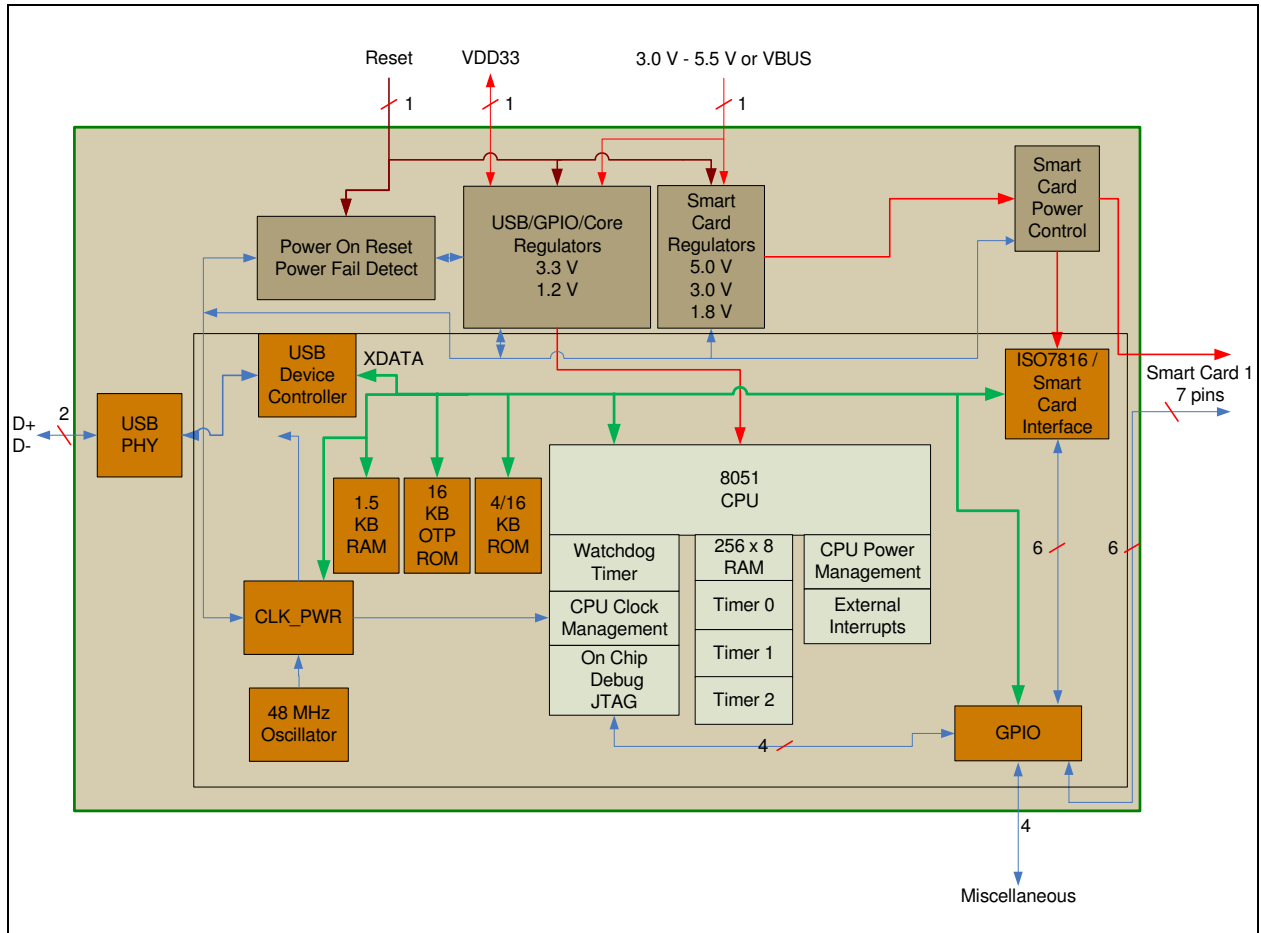 Reset
VDD33
3.0 V - 5.5 V or VBUS
1
1
1
Smart
Card
Power
Control
Power On Reset
Power Fail Detect
USB/GPIO/Core
Regulators
3.3 V
1.2 V
Smart
Card
Regulators
5.0 V
3.0 V
1.8 V
USB
Device
Controller
XDATA
ISO7816 /
Smart
Card
Interface
Smart Card 1
7 pins
D+
D-
2
USB
PHY
1.5
KB
RAM
16
KB
OTP
ROM
4/16
KB
ROM
8051
CPU
Watchdog
Timer
256 x 8
RAM
CPU Power
Management
6
6
CLK_PWR
CPU Clock
Management
Timer 0
External
Interrupts
On Chip
Debug
JTAG
Timer 1
Timer 2
48 MHz
Oscillator
4
GPIO
4
Miscellaneous